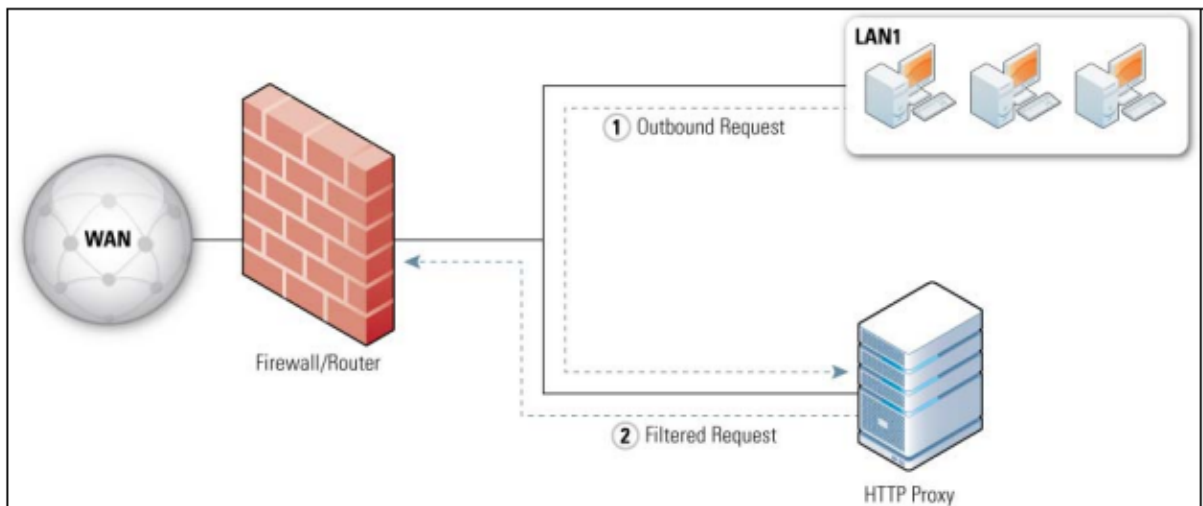 LAN1
1 Outbound Request
WAN
Firewall/Router
2 Filtered Request
HTTP Proxy